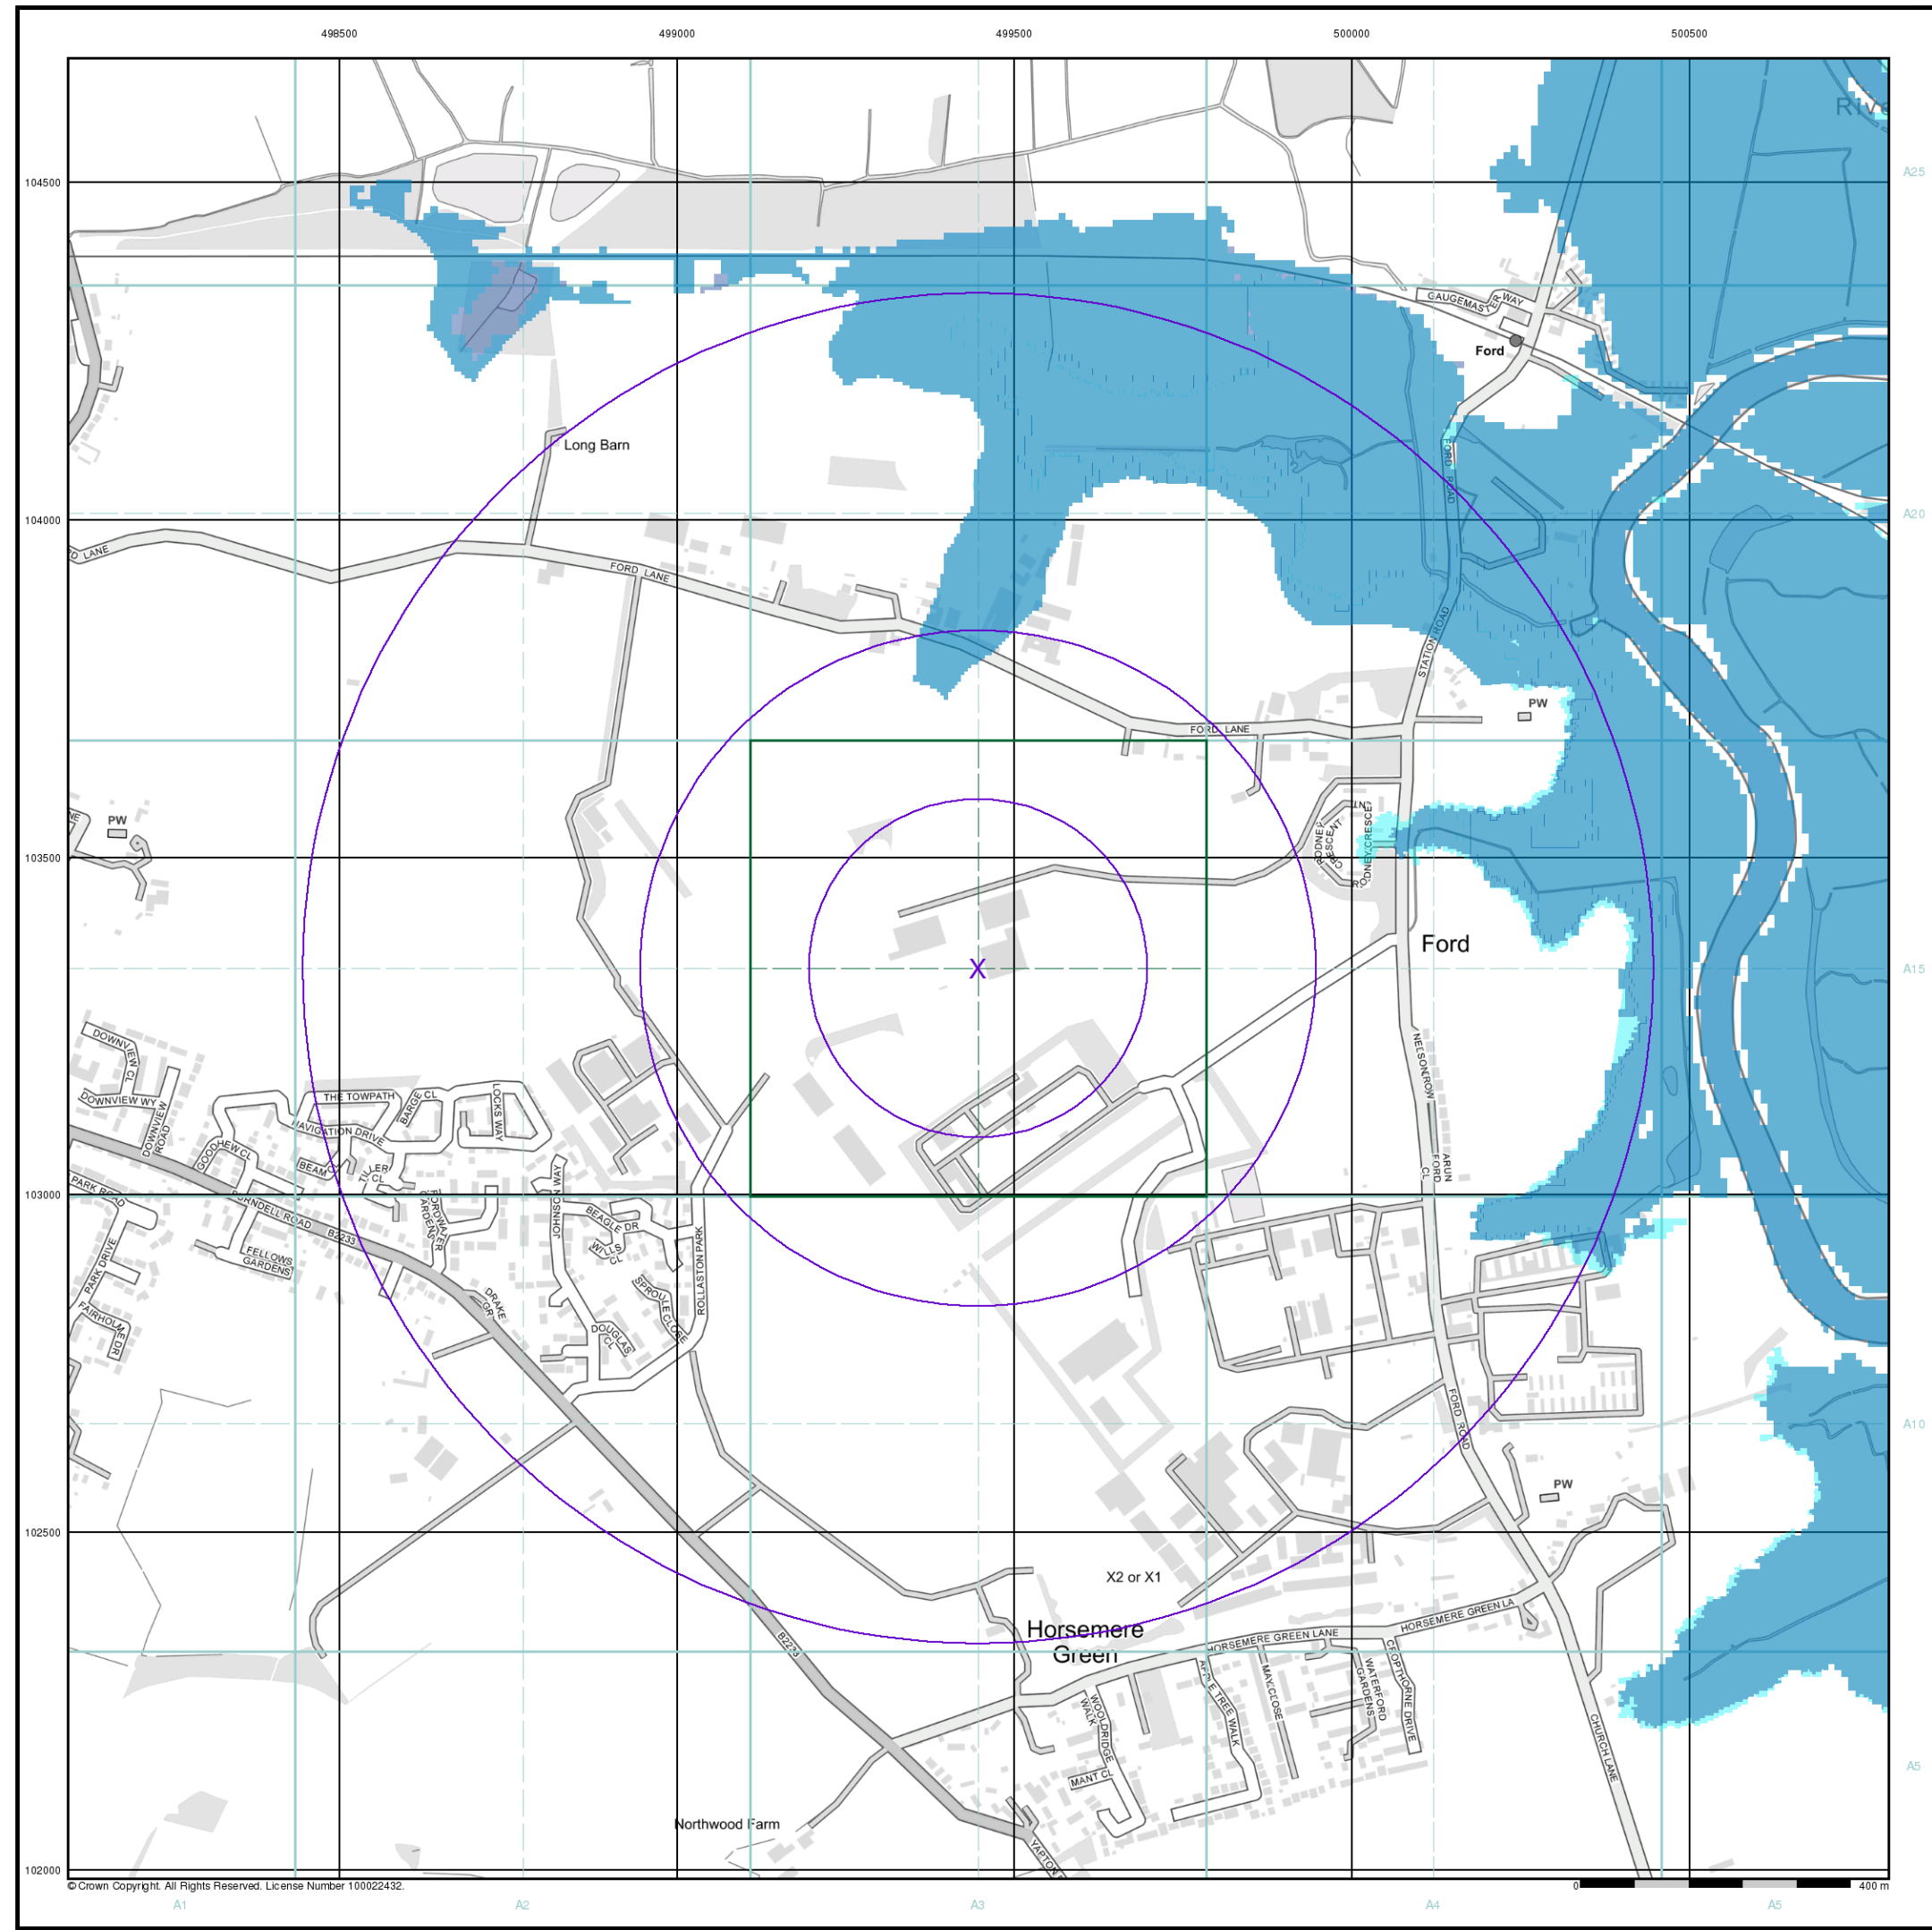 498500
499000
499500
500000
500500
104500
104000
103500
103000
102500
102000
A25
A20
A15
A10
A5
A1
A2
A3
A4
A5
GAUGEMASTER WAY
Ford
Long Barn
FORD ROAD
FORD LANE
STATION ROAD
PW
FORD LANE
PW
RODNEY
CRESCENT
RODNEY CRESCENT
Ford
NELSON ROW
ARUN
FORD
CL
DOWNVIEW
CL
DOWNVIEW WY
DOWNVIEW
ROAD
THE TOWPATH
BARGE CL
LOCKS WAY
NAVIGATION DRIVE
GOODHEW CL
BEAM
TILLER
CL
PARK ROAD
BURNDELL ROAD
B2233
FORDWATER
GARDENS
FELLOWS
GARDENS
PARK DRIVE
FAIRHOLME DR
JOHNSON WAY
BEAGLE DR
WILLS
CL
SPROULE CLOSE
DOUGLAS
CL
ROLLASTON PARK
DRAKE
GR
FORD ROAD
PW
X2 or X1
Horsemere
Green
HORSEMERE GREEN LANE
HORSEMERE GREEN LA
B2233
APPLE TREE WALK
MAY CLOSE
WATERFORD
GARDENS
CROPTHORNE DRIVE
WOOLDRIDGE
WALK
MANT CL
CHURCH LANE
Northwood Farm
YAPTON
X
© Crown Copyright. All Rights Reserved. License Number 100022432.
0
400 m